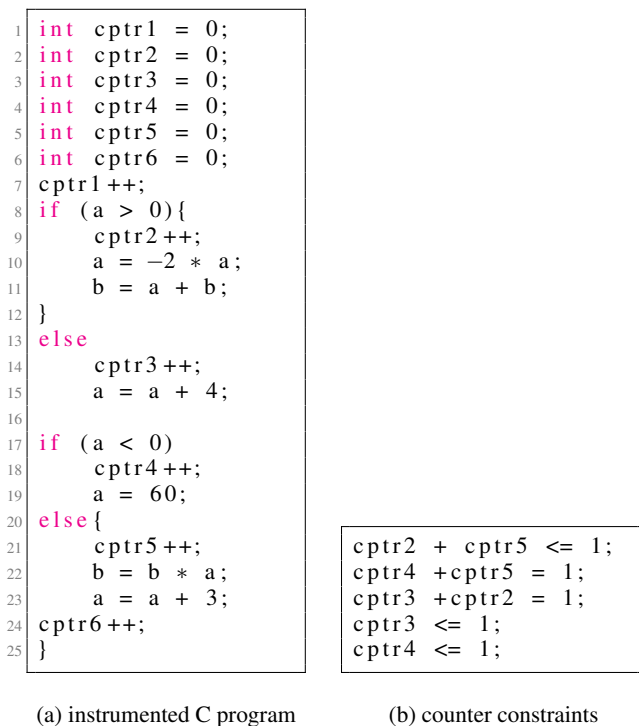 1 int cptr1 = 0;
2 int cptr2 = 0;
3 int cptr3 = 0;
4 int cptr4 = 0;
5 int cptr5 = 0;
6 int cptr6 = 0;
7 cptr1++;
8 if (a > 0){
9 cptr2++;
10 a = −2 * a;
11 b = a + b;
12 }
13 else
14 cptr3++;
15 a = a + 4;
16
17 if (a < 0)
18 cptr4++;
19 a = 60;
20 else{
21 cptr5++;
22 b = b * a;
23 a = a + 3;
24 cptr6++;
25 }
(a) instrumented C program
cptr2 + cptr5 <= 1;
cptr4 +cptr5 = 1;
cptr3 +cptr2 = 1;
cptr3 <= 1;
cptr4 <= 1;
(b) counter constraints